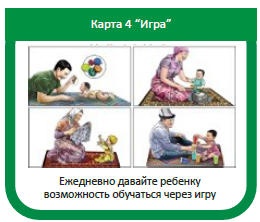 Карта 4 “Игра”
Ежедневно давайте ребенку
возможность обучаться через игру